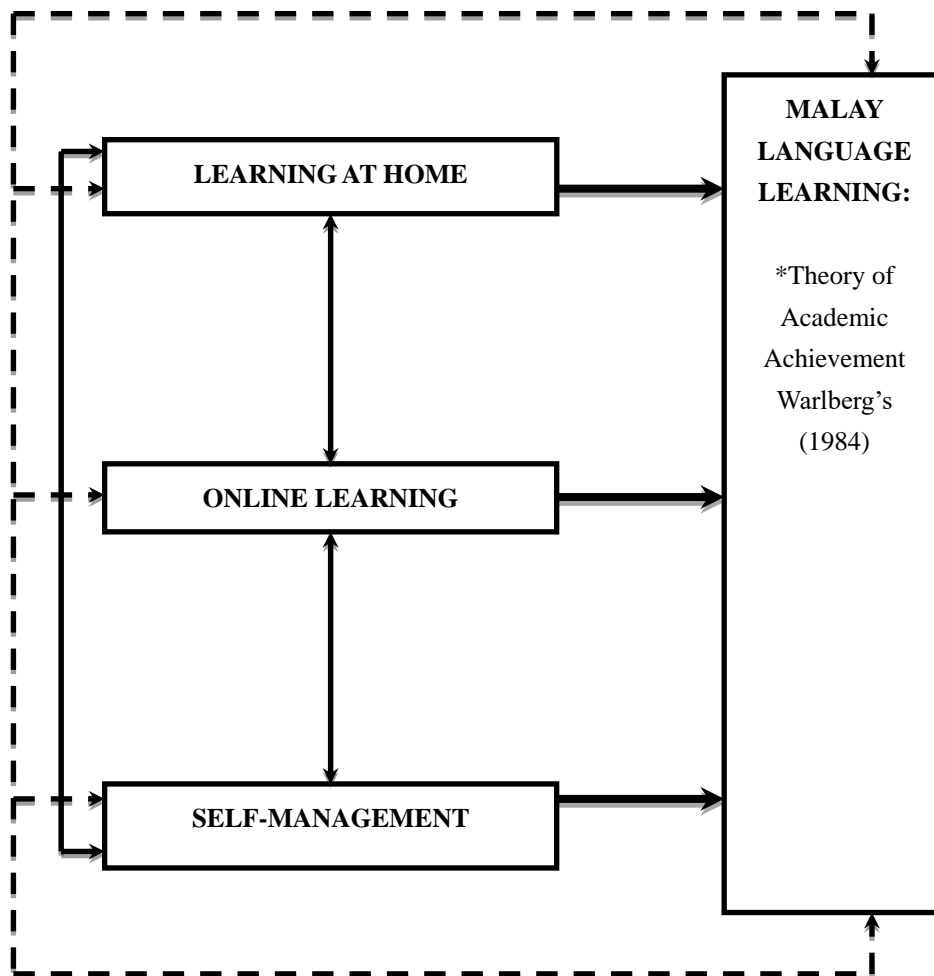 LEARNING AT HOME
ONLINE LEARNING
SELF-MANAGEMENT
MALAY
LANGUAGE
LEARNING:
*Theory of
Academic
Achievement
Warlberg’s
(1984)